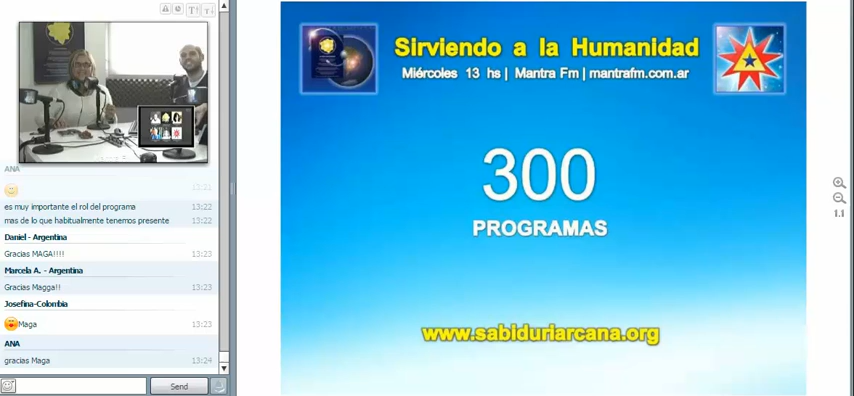 ANA
13:21
es muy importante el rol del programa 13:22
mas de lo que habitualmente tenemos presente 13:22
Daniel - Argentina
Gracias MAGA!!!! 13:23
Marcela A. - Argentina
Gracias Magga!! 13:23
Josefina-Colombia
Maga 13:23
ANA
gracias Maga 13:24
Send
Sirviendo a la Humanidad
Miércoles 13 hs | Mantra Fm | mantrafm.com.ar
300
PROGRAMAS
www.sabiduriarcana.org
1.1